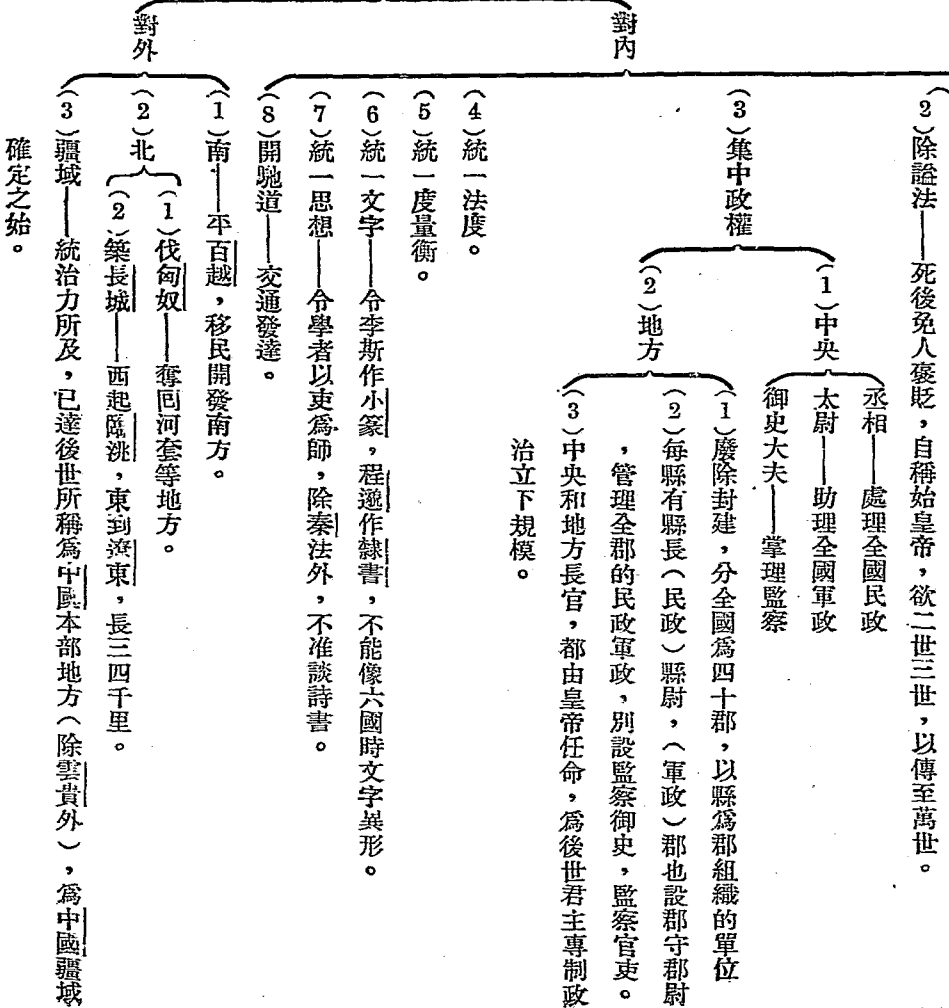 對內
（2）除諡法——死後免人褒貶，自稱始皇帝，欲二世三世，以傳至萬世。
（3）集中政權
（1）中央
丞相——處理全國民政
太尉——助理全國軍政
御史大夫——掌理監察
（2）地方
（1）廢除封建，分全國爲四十郡，以縣爲郡組織的單位
（2）每縣有縣長（民政）縣尉，（軍政）郡也設郡守郡尉
，管理全郡的民政軍政，別設監察御史，監察官吏。
（3）中央和地方長官，都由皇帝任命，爲後世君主專制政
治立下規模。
（4）統一法度。
（5）統一度量衡。
（6）統一文字——令李斯作小篆，程邈作隸書，不能像六國時文字異形。
（7）統一思想——令學者以吏爲師，除秦法外，不准談詩書。
（8）開馳道——交通發達。
對外
（1）南——平百越，移民開發南方。
（2）北
（1）伐匈奴——奪回河套等地方。
（2）築長城——西起臨洮，東到遼東，長三四千里。
（3）疆域——統治力所及，已達後世所稱爲中國本部地方（除雲貴外），爲中國疆域
確定之始。